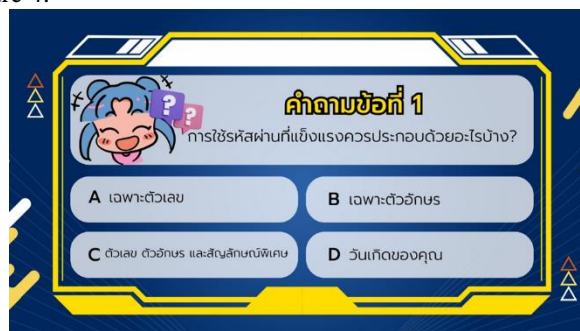 ? ?
คำถามข้อที่ 1
การใช้รหัสผ่านที่แข็งแรงควรประกอบด้วยอะไรบ้าง?
A เฉพาะตัวเลข
B เฉพาะตัวอักษร
C ตัวเลข ตัวอักษร และสัญลักษณ์พิเศษ
D วันเกิดของคุณ